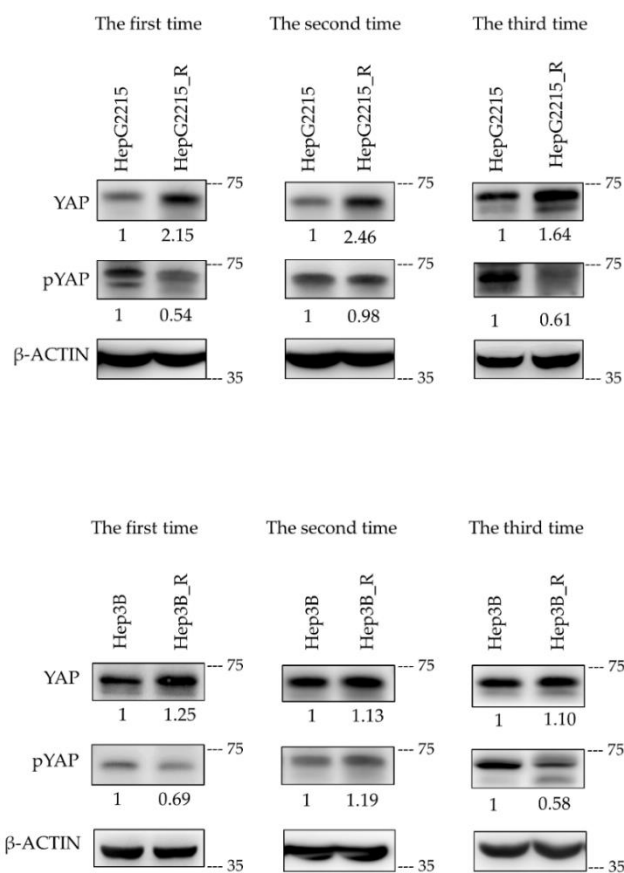 The first time The second time The third time
HepG2215 HepG2215_R HepG2215 HepG2215_R HepG2215 HepG2215_R
--- 75 --- 75 --- 75
YAP
1 2.15 1 2.46 1 1.64
--- 75 --- 75 --- 75
pYAP
1 0.54 1 0.98 1 0.61
β-ACTIN
--- 35 --- 35 --- 35
The first time The second time The third time
Hep3B Hep3B_R Hep3B Hep3B_R Hep3B Hep3B_R
--- 75 --- 75 --- 75
YAP
1 1.25 1 1.13 1 1.10
--- 75 --- 75 --- 75
pYAP
1 0.69 1 1.19 1 0.58
β-ACTIN
--- 35 --- 35 --- 35